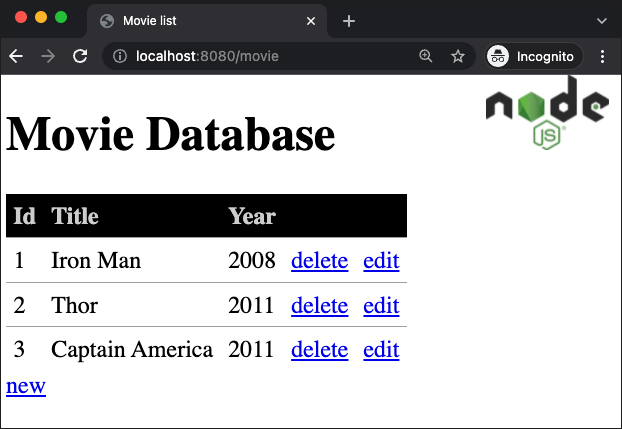 Movie list
localhost:8080/movie
Incognito
node
JS
Movie Database
Id Title Year
1 Iron Man 2008 delete edit
2 Thor 2011 delete edit
3 Captain America 2011 delete edit
new